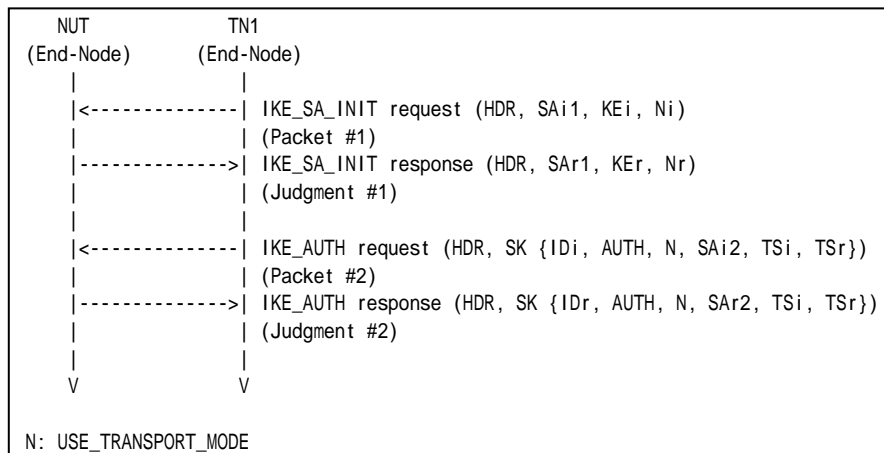 NUT TN1
(End-Node) (End-Node)
| |
|<--------------| IKE_SA_INIT request (HDR, SAi1, KEi, Ni)
| | (Packet #1)
|-------------->| IKE_SA_INIT response (HDR, SAr1, KEr, Nr)
| | (Judgment #1)
| |
|<--------------| IKE_AUTH request (HDR, SK {IDi, AUTH, N, SAi2, TSi, TSr})
| | (Packet #2)
|-------------->| IKE_AUTH response (HDR, SK {IDr, AUTH, N, SAr2, TSi, TSr})
| | (Judgment #2)
| |
V V
N: USE_TRANSPORT_MODE